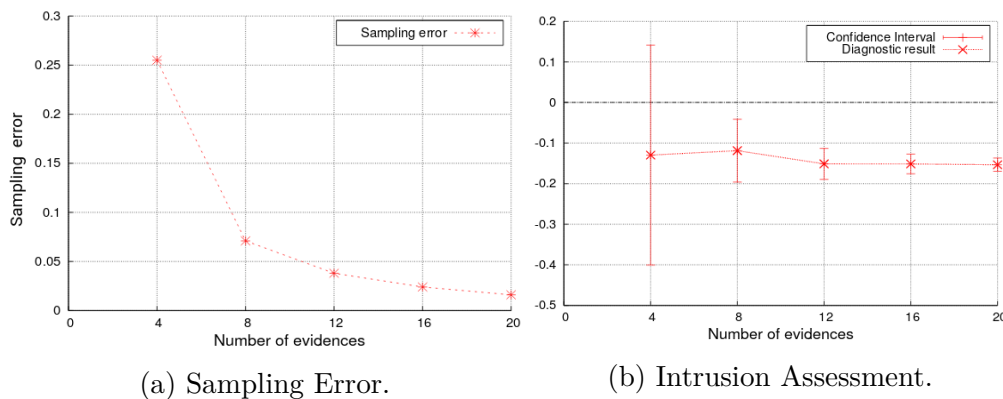 0.3
0.25
0.2
0.15
0.1
0.05
0
Sampling error
Sampling error
0 4 8 12 16 20
Number of evidences
(a) Sampling Error.
0.2
0.1
0
-0.1
-0.2
-0.3
-0.4
-0.5
Confidence Interval
Diagnostic result
0 4 8 12 16 20
Number of evidences
(b) Intrusion Assessment.